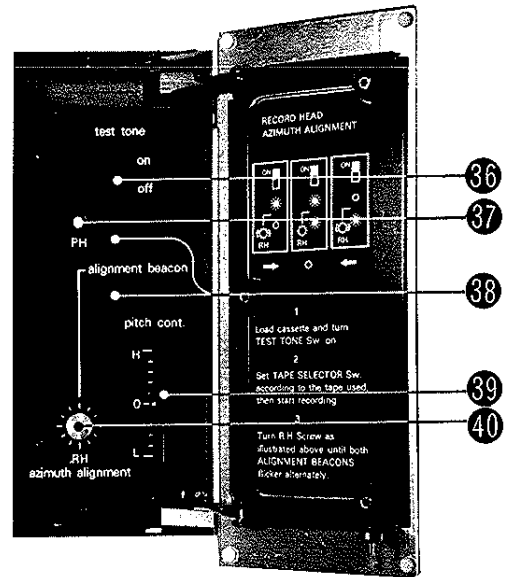 test tone
on
off
PH
alignment beacon
pitch cont.
H
0
L
RH
azimuth alignment
RECORD HEAD
AZIMUTH ALIGNMENT
ON ON ON
RH RH RH
1
Load cassette and turn
TEST TONE Sw. on
2
Set TAPE SELECTOR Sw.
according to the tape used,
then start recording
3
Turn RH Screw as
illustrated above until both
ALIGNMENT BEACONS
flicker alternately.
36
37
38
39
40